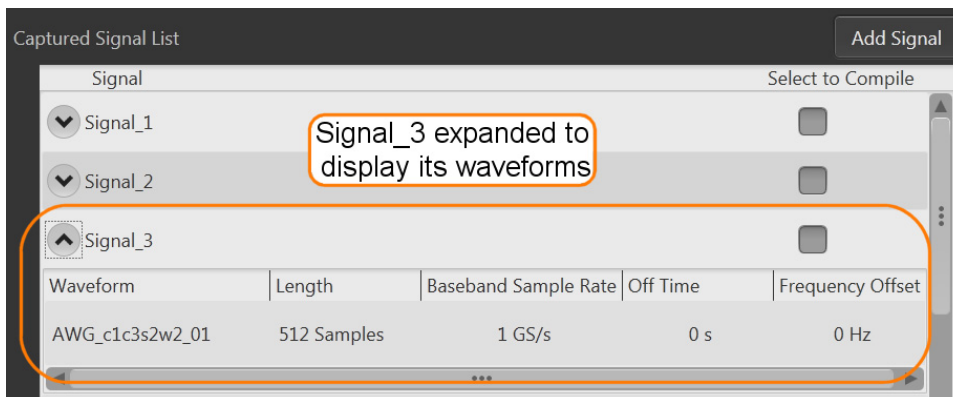 Captured Signal List
Add Signal
Signal
Select to Compile
Signal_1
Signal_3 expanded to
display its waveforms
Signal_2
Signal_3
Waveform Length Baseband Sample Rate Off Time Frequency Offset
AWG_c1c3s2w2_01 512 Samples 1 GS/s 0 s 0 Hz